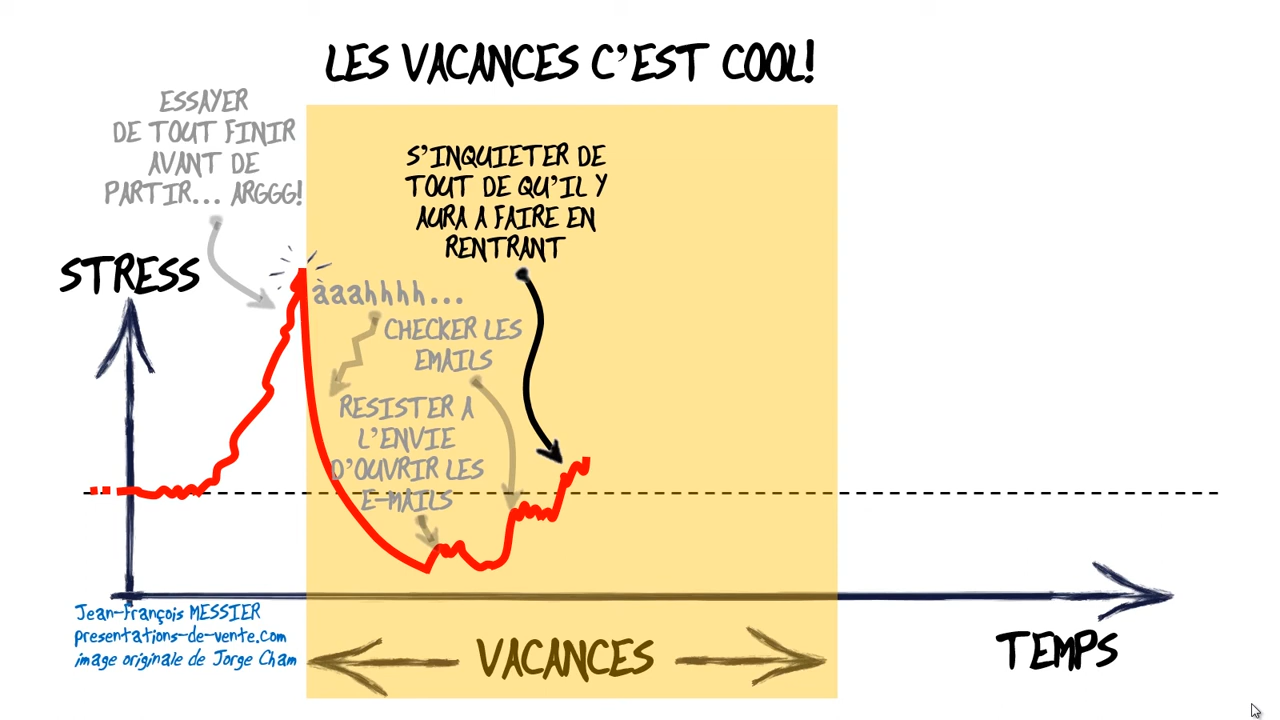 LES VACANCES C'EST COOL!
ESSAYER
DE TOUT FINIR
AVANT DE
PARTIR... ARGGG!
S'INQUIETER DE
TOUT DE QU'IL Y
AURA A FAIRE EN
RENTRANT
STRESS
àaahhhh...
CHECKER LES
EMAILS
RESISTER A
L'ENVIE
D'OUVRIR LES
E-MAILS
Jean-François MESSIER
presentations-de-vente.com
image originale de Jorge Cham
VACANCES
TEMPS